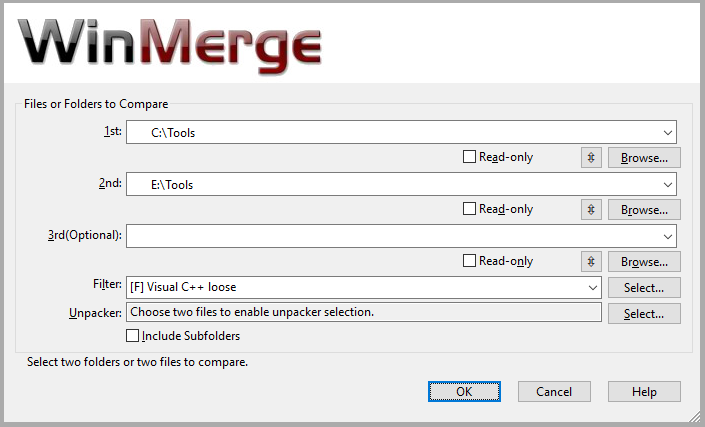 WinMerge
Files or Folders to Compare
1st: C:\Tools
Read-only Browse...
2nd: E:\Tools
Read-only Browse...
3rd(Optional):
Read-only Browse...
Filter: [F] Visual C++ loose Select...
Unpacker: Choose two files to enable unpacker selection. Select...
Include Subfolders
Select two folders or two files to compare.
OK Cancel Help